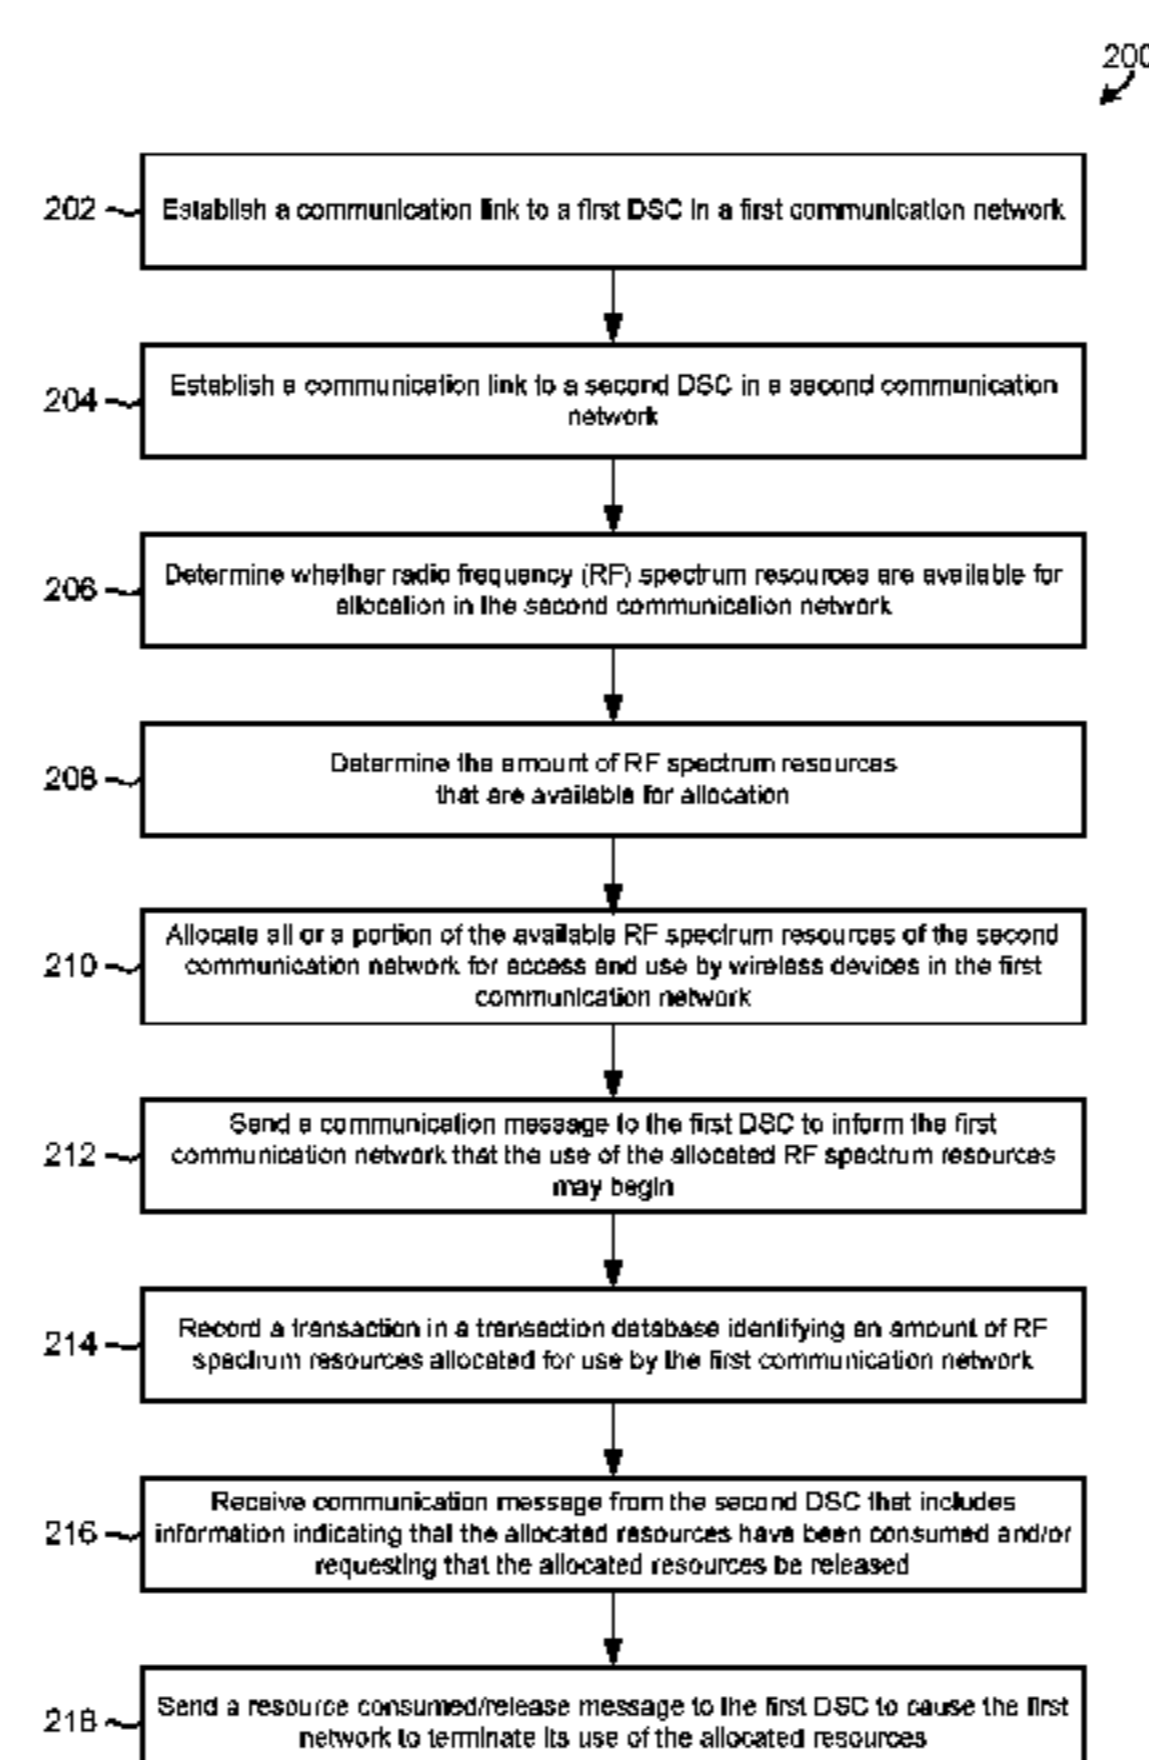 200
202
Establish a communication link to a first DSC in a first communication network
204
Establish a communication link to a second DSC in a second communication
network
206
Determine whether radio frequency (RF) spectrum resources are available for
allocation in the second communication network
208
Determine the amount of RF spectrum resources
that are available for allocation
210
Allocate all or a portion of the available RF spectrum resources of the second
communication network for access and use by wireless devices in the first
communication network
212
Send a communication message to the first DSC to inform the first
communication network that the use of the allocated RF spectrum resources
may begin
214
Record a transaction in a transaction database identifying an amount of RF
spectrum resources allocated for use by the first communication network
216
Receive communication message from the second DSC that includes
information indicating that the allocated resources have been consumed and/or
requesting that the allocated resources be released
218
Send a resource consumed/release message to the first DSC to cause the first
network to terminate its use of the allocated resources